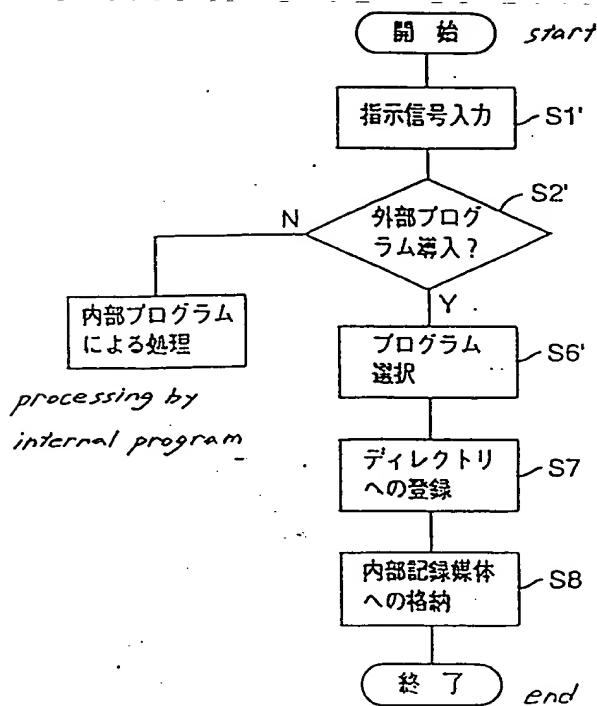 開 始
start
指示信号入力
S1'
S2'
外部プログ
ラム導入?
N
Y
内部プログラム
による処理
processing by
internal program
プログラム
選択
S6'
ディレクトリ
への登録
S7
内部記録媒体
への格納
S8
終 了
end